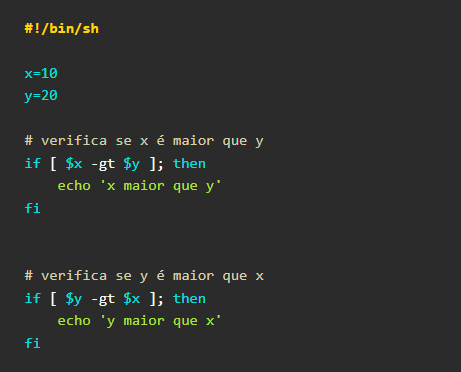 #!/bin/sh
x=10
y=20
# verifica se x é maior que y
if [ $x -gt $y ]; then
    echo 'x maior que y'
fi
# verifica se y é maior que x
if [ $y -gt $x ]; then
    echo 'y maior que x'
fi